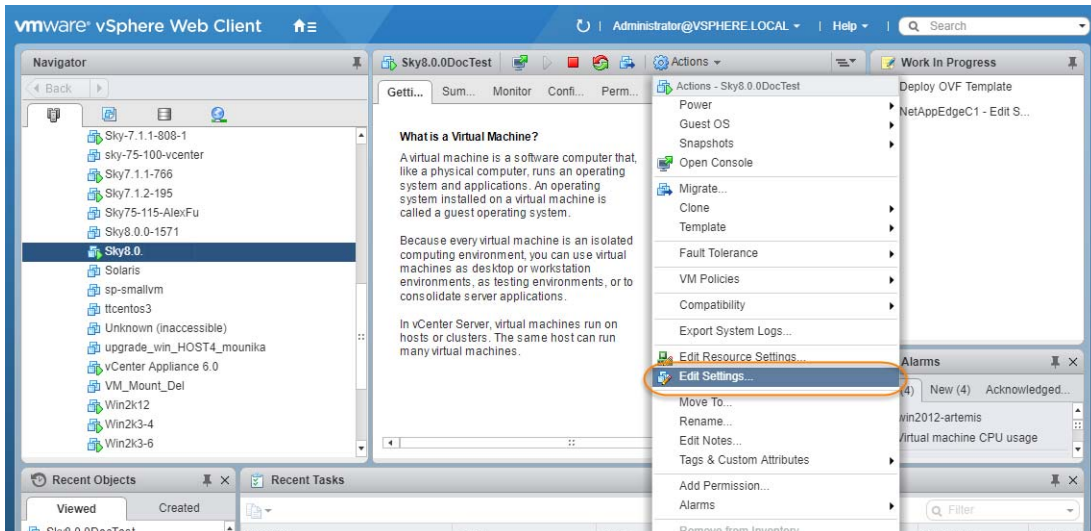 vmware® vSphere Web Client
Administrator@VSPHERE.LOCAL
Help
Search
Navigator
Back
Sky-7.1.1-808-1
sky-75-100-vcenter
Sky7.1.1-766
Sky7.1.2-195
Sky75-115-AlexFu
Sky8.0.0-1571
Sky8.0.
Solaris
sp-smallvm
ttcentos3
Unknown (inaccessible)
upgrade_win_HOST4_mounika
vCenter Appliance 6.0
VM_Mount_Del
Win2k12
Win2k3-4
Win2k3-6
Sky8.0.0DocTest
Actions
Getti... Sum... Monitor Confi... Perm...
What is a Virtual Machine?
A virtual machine is a software computer that,
like a physical computer, runs an operating
system and applications. An operating
system installed on a virtual machine is
called a guest operating system.
Because every virtual machine is an isolated
computing environment, you can use virtual
machines as desktop or workstation
environments, as testing environments, or to
consolidate server applications.
In vCenter Server, virtual machines run on
hosts or clusters. The same host can run
many virtual machines.
Actions - Sky8.0.0DocTest
Power
Guest OS
Snapshots
Open Console
Migrate...
Clone
Template
Fault Tolerance
VM Policies
Compatibility
Export System Logs...
Edit Resource Settings...
Edit Settings...
Move To...
Rename...
Edit Notes...
Tags & Custom Attributes
Add Permission...
Alarms
Remove from Inventory
Work In Progress
Deploy OVF Template
NetAppEdgeC1 - Edit S...
Alarms
(4) New (4) Acknowledged...
win2012-artemis
Virtual machine CPU usage
Recent Objects
Viewed Created
Sky8.0.0DocTest
Recent Tasks
Filter